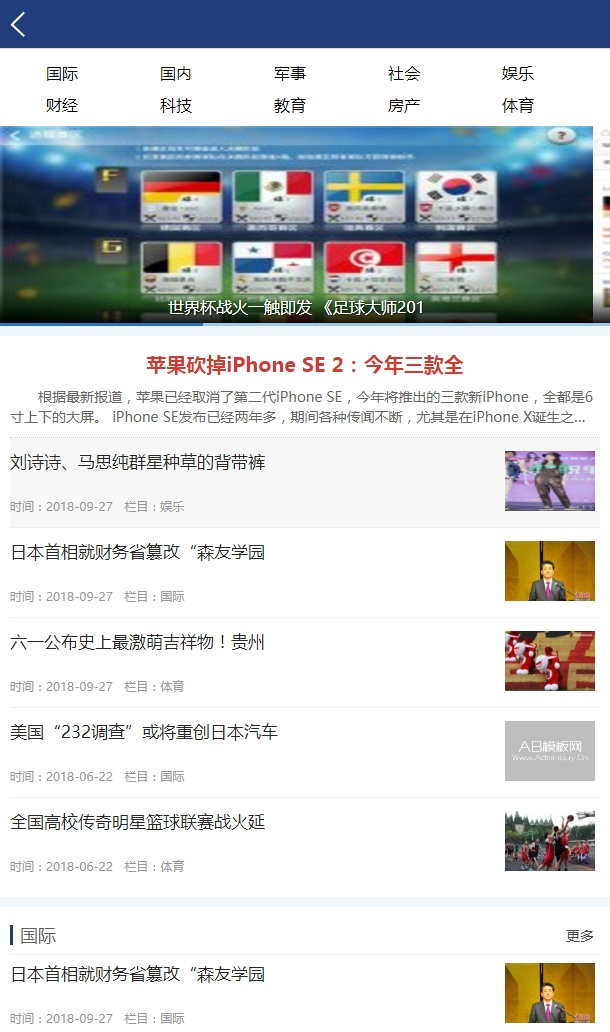 国际 国内 军事 社会 娱乐
财经 科技 教育 房产 体育
F
G
?
世界杯战火一触即发 《足球大师201
苹果砍掉iPhone SE 2：今年三款全
根据最新报道，苹果已经取消了第二代iPhone SE，今年将推出的三款新iPhone，全都是6
寸上下的大屏。 iPhone SE发布已经两年多，期间各种传闻不断，尤其是在iPhone X诞生之...
刘诗诗、马思纯群星种草的背带裤
时间：2018-09-27 栏目：娱乐
日本首相就财务省篡改“森友学园
时间：2018-09-27 栏目：国际
六一公布史上最激萌吉祥物！贵州
时间：2018-09-27 栏目：体育
美国“232调查”或将重创日本汽车
时间：2018-06-22 栏目：国际
AB模板网
Www.AdminBuy.Cn
全国高校传奇明星篮球联赛战火延
时间：2018-06-22 栏目：体育
国际 更多
日本首相就财务省篡改“森友学园
时间：2018-09-27 栏目：国际